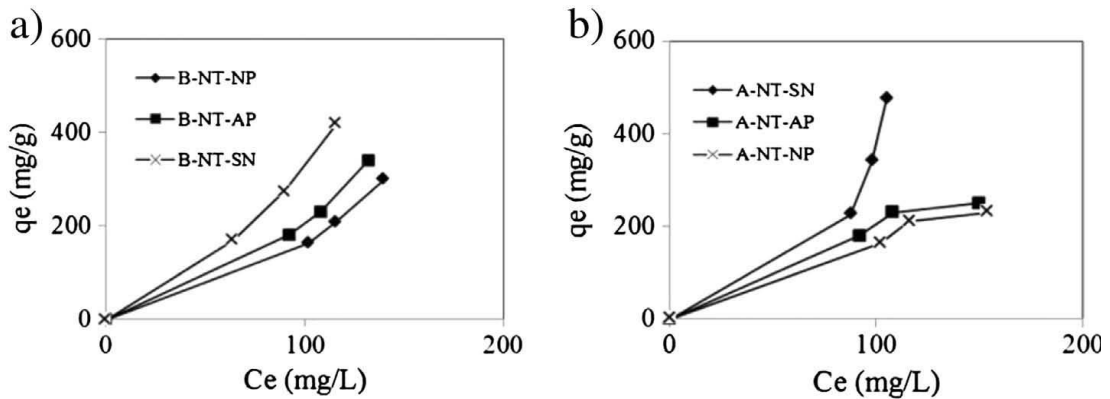 a)
600
400
200
0
qe (mg/g)
B-NT-NP
B-NT-AP
B-NT-SN
0 100 200
Ce (mg/L)
b)
600
400
200
0
qe (mg/g)
A-NT-SN
A-NT-AP
A-NT-NP
0 100 200
Ce (mg/L)